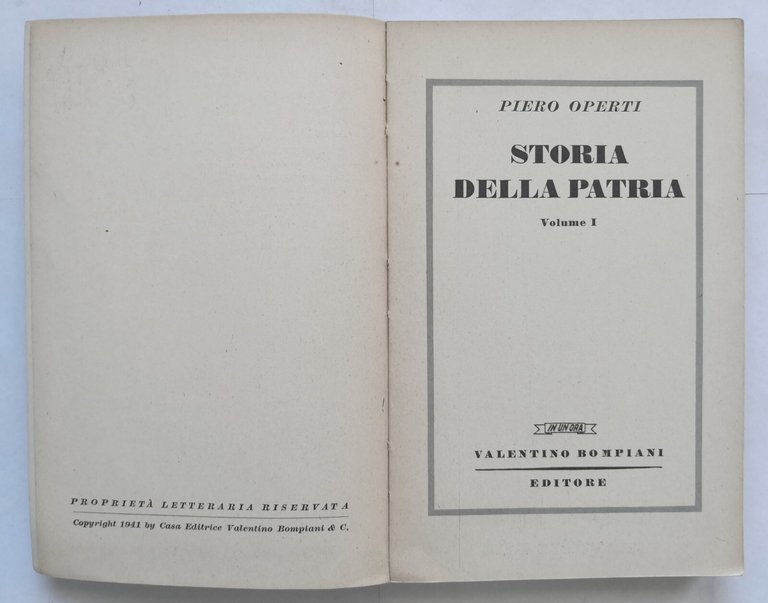 PROPRIETÀ LETTERARIA RISERVATA
Copyright 1941 by Casa Editrice Valentino Bompiani & C.
PIERO OPERTI
STORIA
DELLA PATRIA
Volume I
IN UN'ORA
VALENTINO BOMPIANI
EDITORE